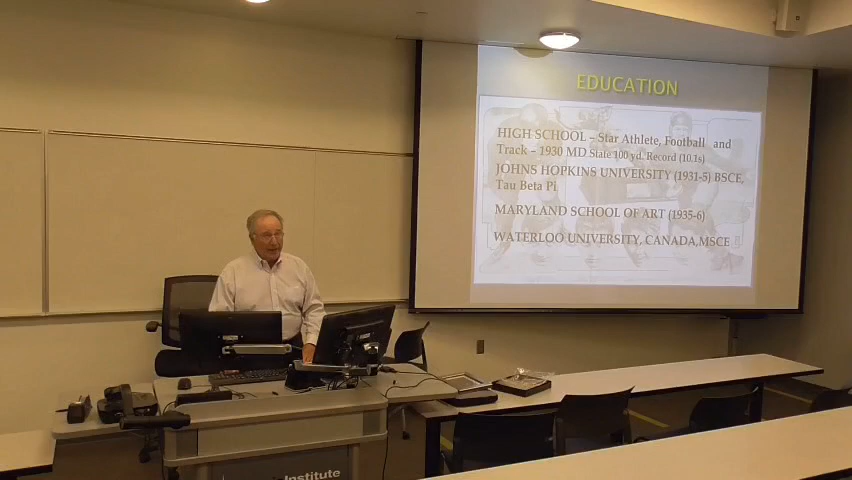 EDUCATION
HIGH SCHOOL – Star Athlete, Football and
Track – 1930 MD State 100 yd. Record (10.1s)
JOHNS HOPKINS UNIVERSITY (1931-5) BSCE,
Tau Beta Pi
MARYLAND SCHOOL OF ART (1935-6)
WATERLOO UNIVERSITY, CANADA,MSCE
Institute